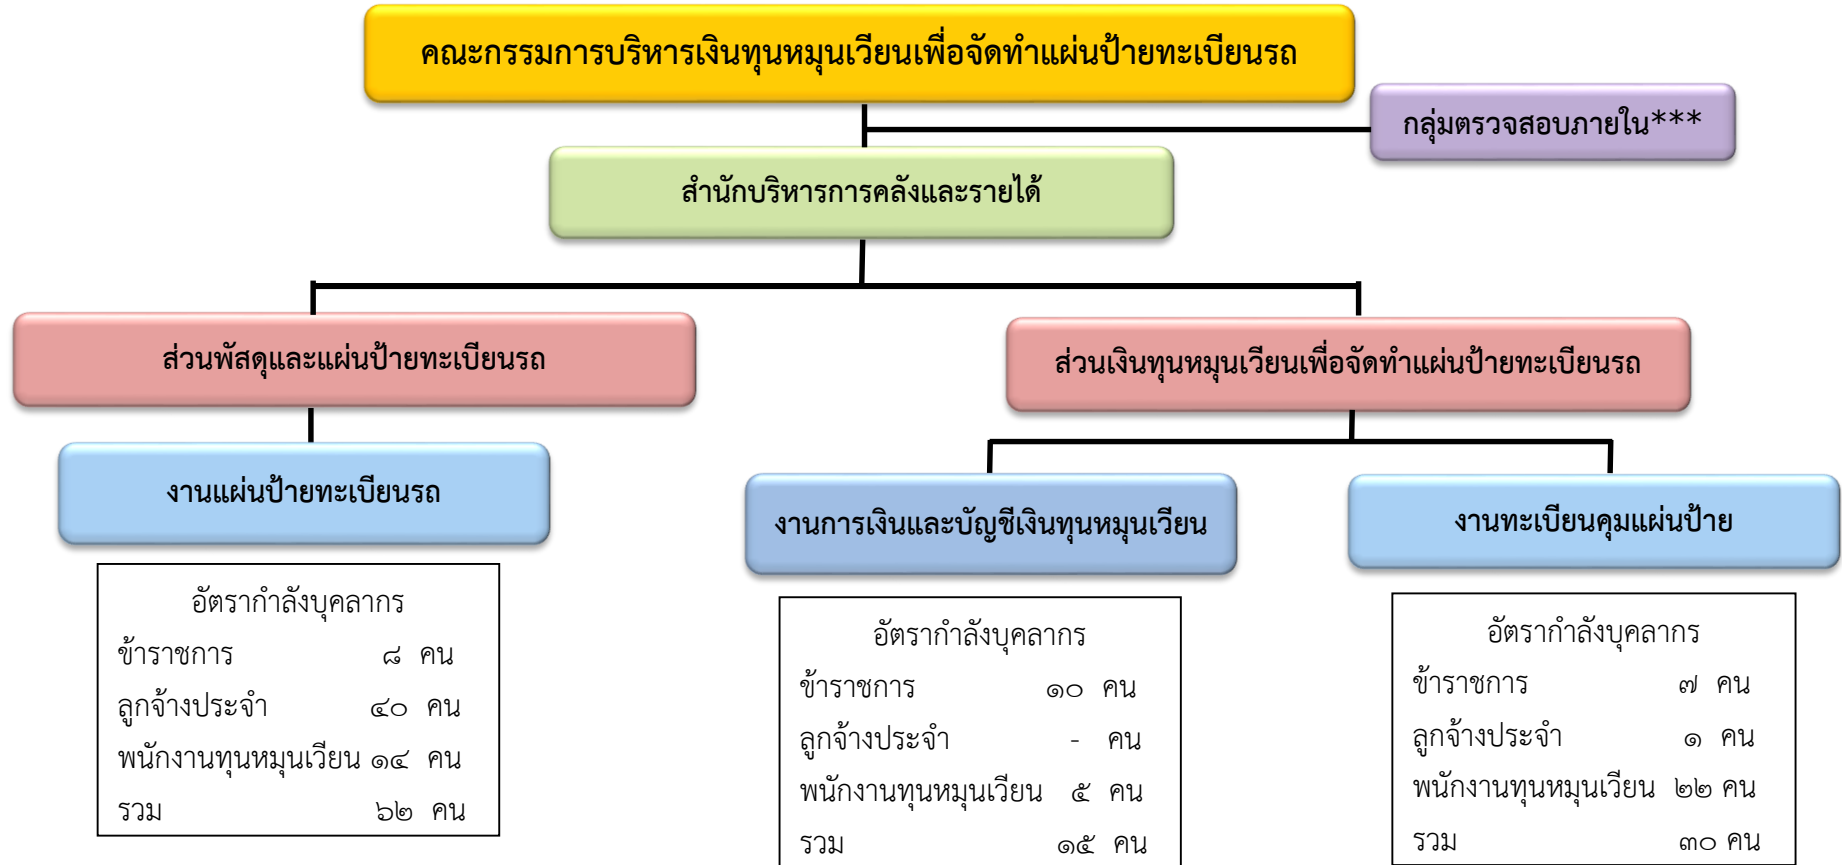 คณะกรรมการบริหารเงินทุนหมุนเวียนเพื่อจัดทำแผ่นป้ายทะเบียนรถ
กลุ่มตรวจสอบภายใน***
สำนักบริหารการคลังและรายได้
ส่วนพัสดุและแผ่นป้ายทะเบียนรถ
ส่วนเงินทุนหมุนเวียนเพื่อจัดทำแผ่นป้ายทะเบียนรถ
งานแผ่นป้ายทะเบียนรถ
งานการเงินและบัญชีเงินทุนหมุนเวียน
งานทะเบียนคุมแผ่นป้าย
อัตรากำลังบุคลากร
ข้าราชการ ๘ คน
ลูกจ้างประจำ ๔๐ คน
พนักงานทุนหมุนเวียน ๑๔ คน
รวม ๖๒ คน
อัตรากำลังบุคลากร
ข้าราชการ ๑๐ คน
ลูกจ้างประจำ - คน
พนักงานทุนหมุนเวียน ๕ คน
รวม ๑๕ คน
อัตรากำลังบุคลากร
ข้าราชการ ๗ คน
ลูกจ้างประจำ ๑ คน
พนักงานทุนหมุนเวียน ๒๒ คน
รวม ๓๐ คน